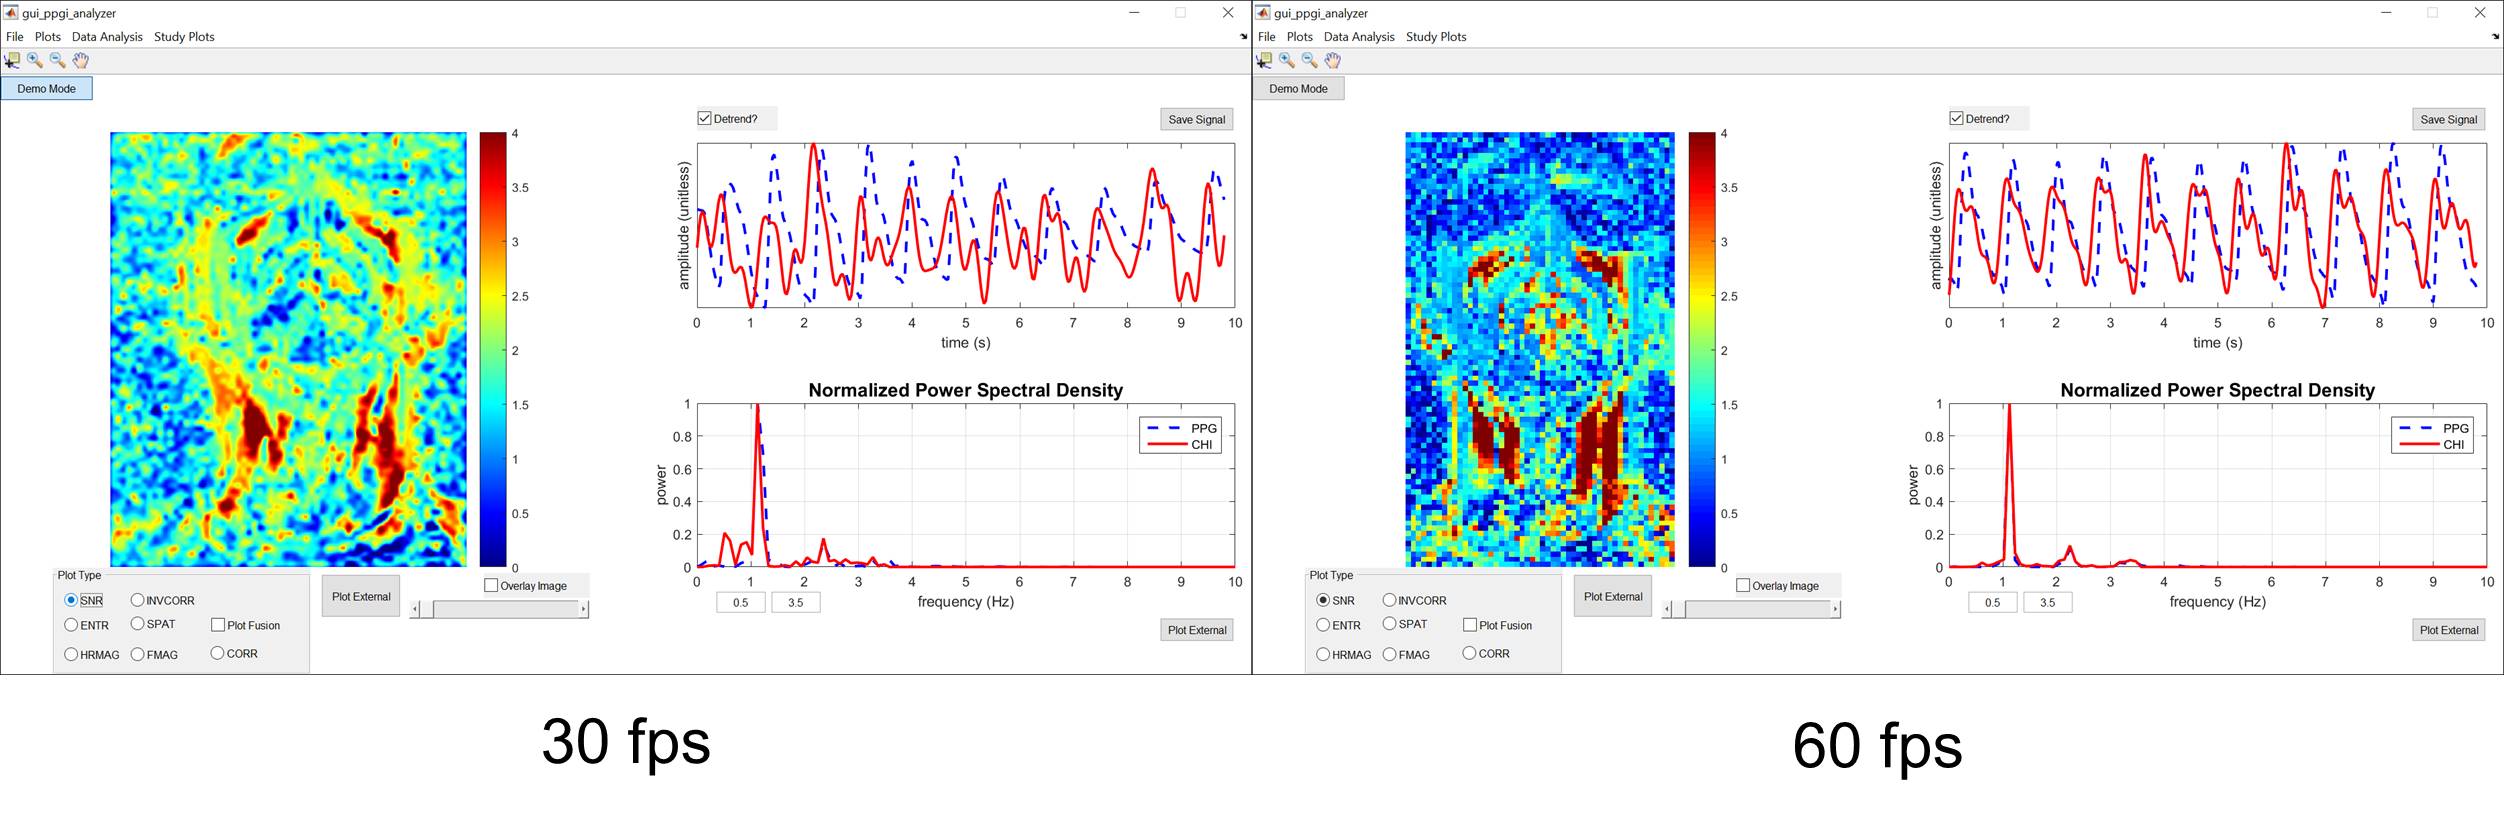 gui_ppgi_analyzer
File Plots Data Analysis Study Plots
Demo Mode
4
3.5
3
2.5
2
1.5
1
0.5
0
Detrend?
Save Signal
amplitude (unitless)
0 1 2 3 4 5 6 7 8 9 10
time (s)
Normalized Power Spectral Density
1
0.8
0.6
0.4
0.2
0
power
PPG
CHI
0 1 2 3 4 5 6 7 8 9 10
0.5 3.5
frequency (Hz)
Plot External
Plot Type
SNR INVCORR
ENTR SPAT Plot Fusion
HRMAG FMAG CORR
Plot External
Overlay Image
30 fps
gui_ppgi_analyzer
File Plots Data Analysis Study Plots
Demo Mode
4
3.5
3
2.5
2
1.5
1
0.5
0
Detrend?
Save Signal
amplitude (unitless)
0 1 2 3 4 5 6 7 8 9 10
time (s)
Normalized Power Spectral Density
1
0.8
0.6
0.4
0.2
0
power
PPG
CHI
0 1 2 3 4 5 6 7 8 9 10
0.5 3.5
frequency (Hz)
Plot External
Plot Type
SNR INVCORR
ENTR SPAT Plot Fusion
HRMAG FMAG CORR
Plot External
Overlay Image
60 fps